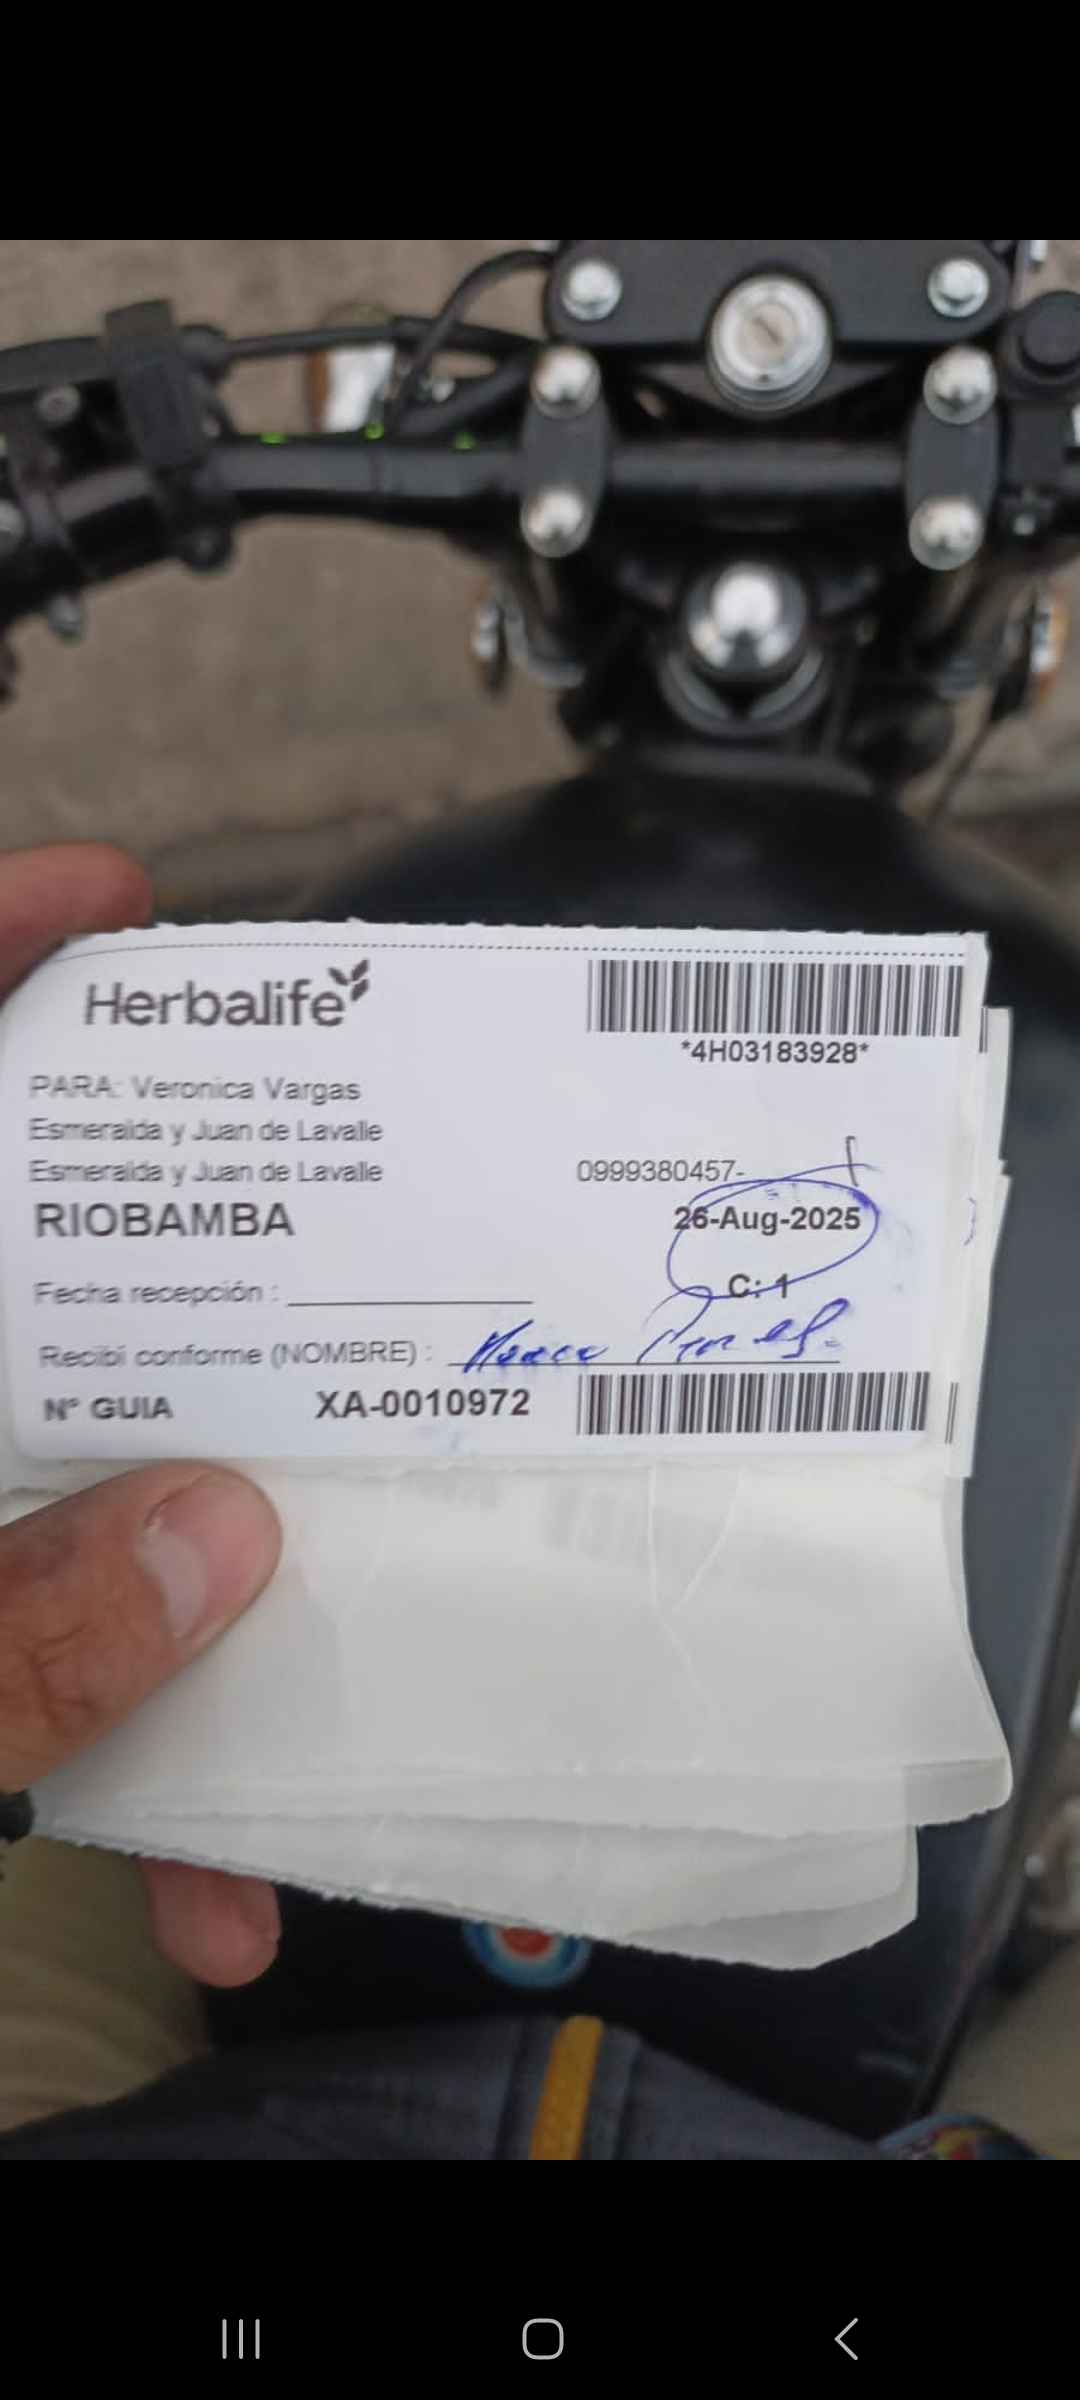 Herbalife
*4H03183928*
PARA: Veronica Vargas
Esmeralda y Juan de Lavalle
Esmeralda y Juan de Lavalle 0999380457-
RIOBAMBA 26-Aug-2025
C: 1
Fecha recepción :
Recibi conforme (NOMBRE) :
N° GUIA XA-0010972